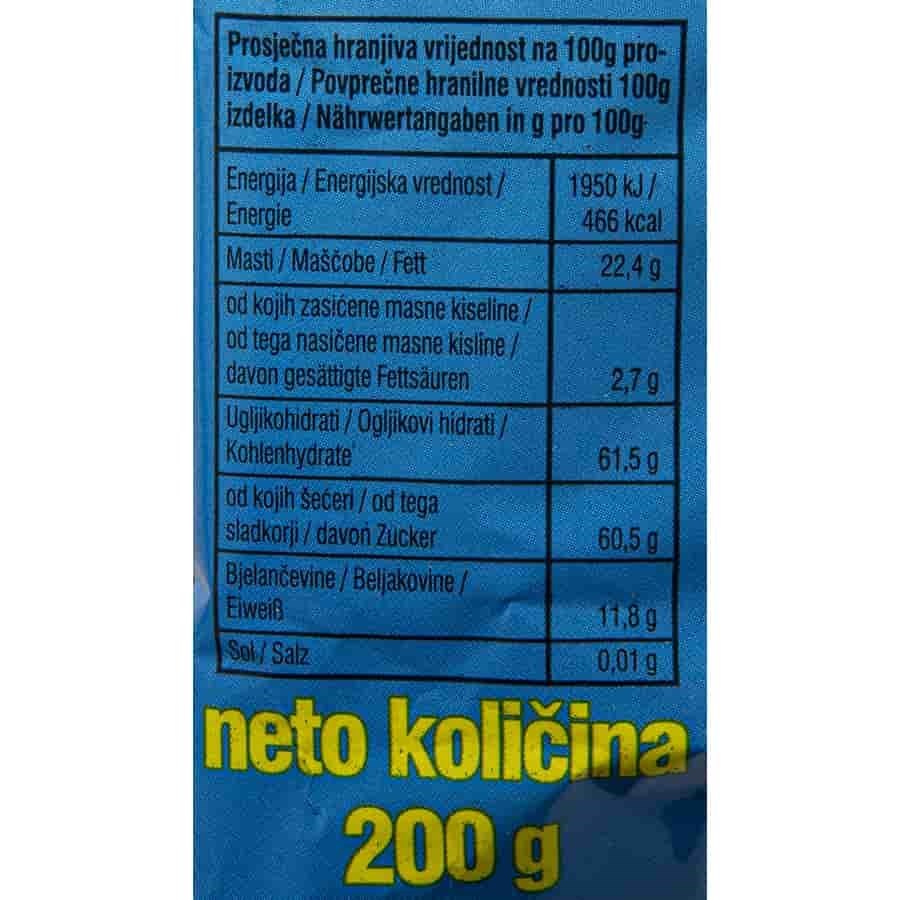 Prosječna hranjiva vrijednost na 100g pro-
izvoda / Povprečne hranilne vrednosti 100g
izdelka / Nährwertangaben in g pro 100g
Energija / Energijska vrednost / 1950 kJ /
Energie 466 kcal
Masti / Maščobe / Fett 22,4 g
od kojih zasićene masne kiseline /
od tega nasičene masne kisline /
davon gesättigte Fettsäuren 2,7 g
Ugljikohidrati / Ogljikovi hidrati /
Kohlenhydrate 61,5 g
od kojih šećeri / od tega
sladkorji / davon Zucker 60,5 g
Bjelančevine / Beljakovine /
Eiweiß 11,8 g
Sol / Salz 0,01 g
neto količina
200 g